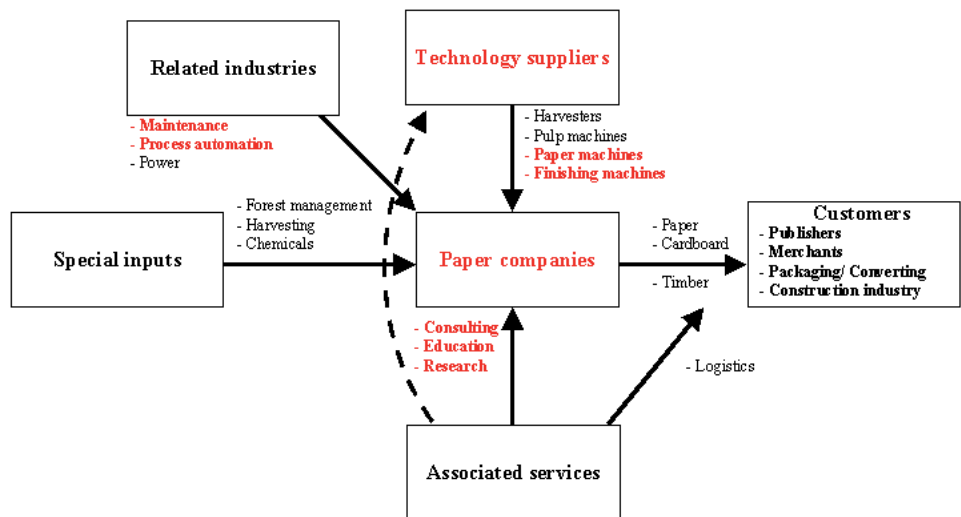 Related industries
Technology suppliers
- Maintenance
- Process automation
- Power
- Harvesters
- Pulp machines
- Paper machines
- Finishing machines
Special inputs
- Forest management
- Harvesting
- Chemicals
Paper companies
- Paper
- Cardboard
- Timber
Customers
- Publishers
- Merchants
- Packaging/ Converting
- Construction industry
- Consulting
- Education
- Research
- Logistics
Associated services